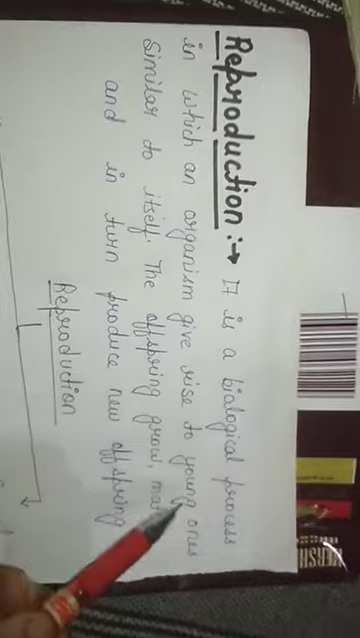 Reproduction :→ It is a biological process
in which an organism give rise to young ones
similar to itself. The offspring grow,
and in turn produce new offspring
Reproduction